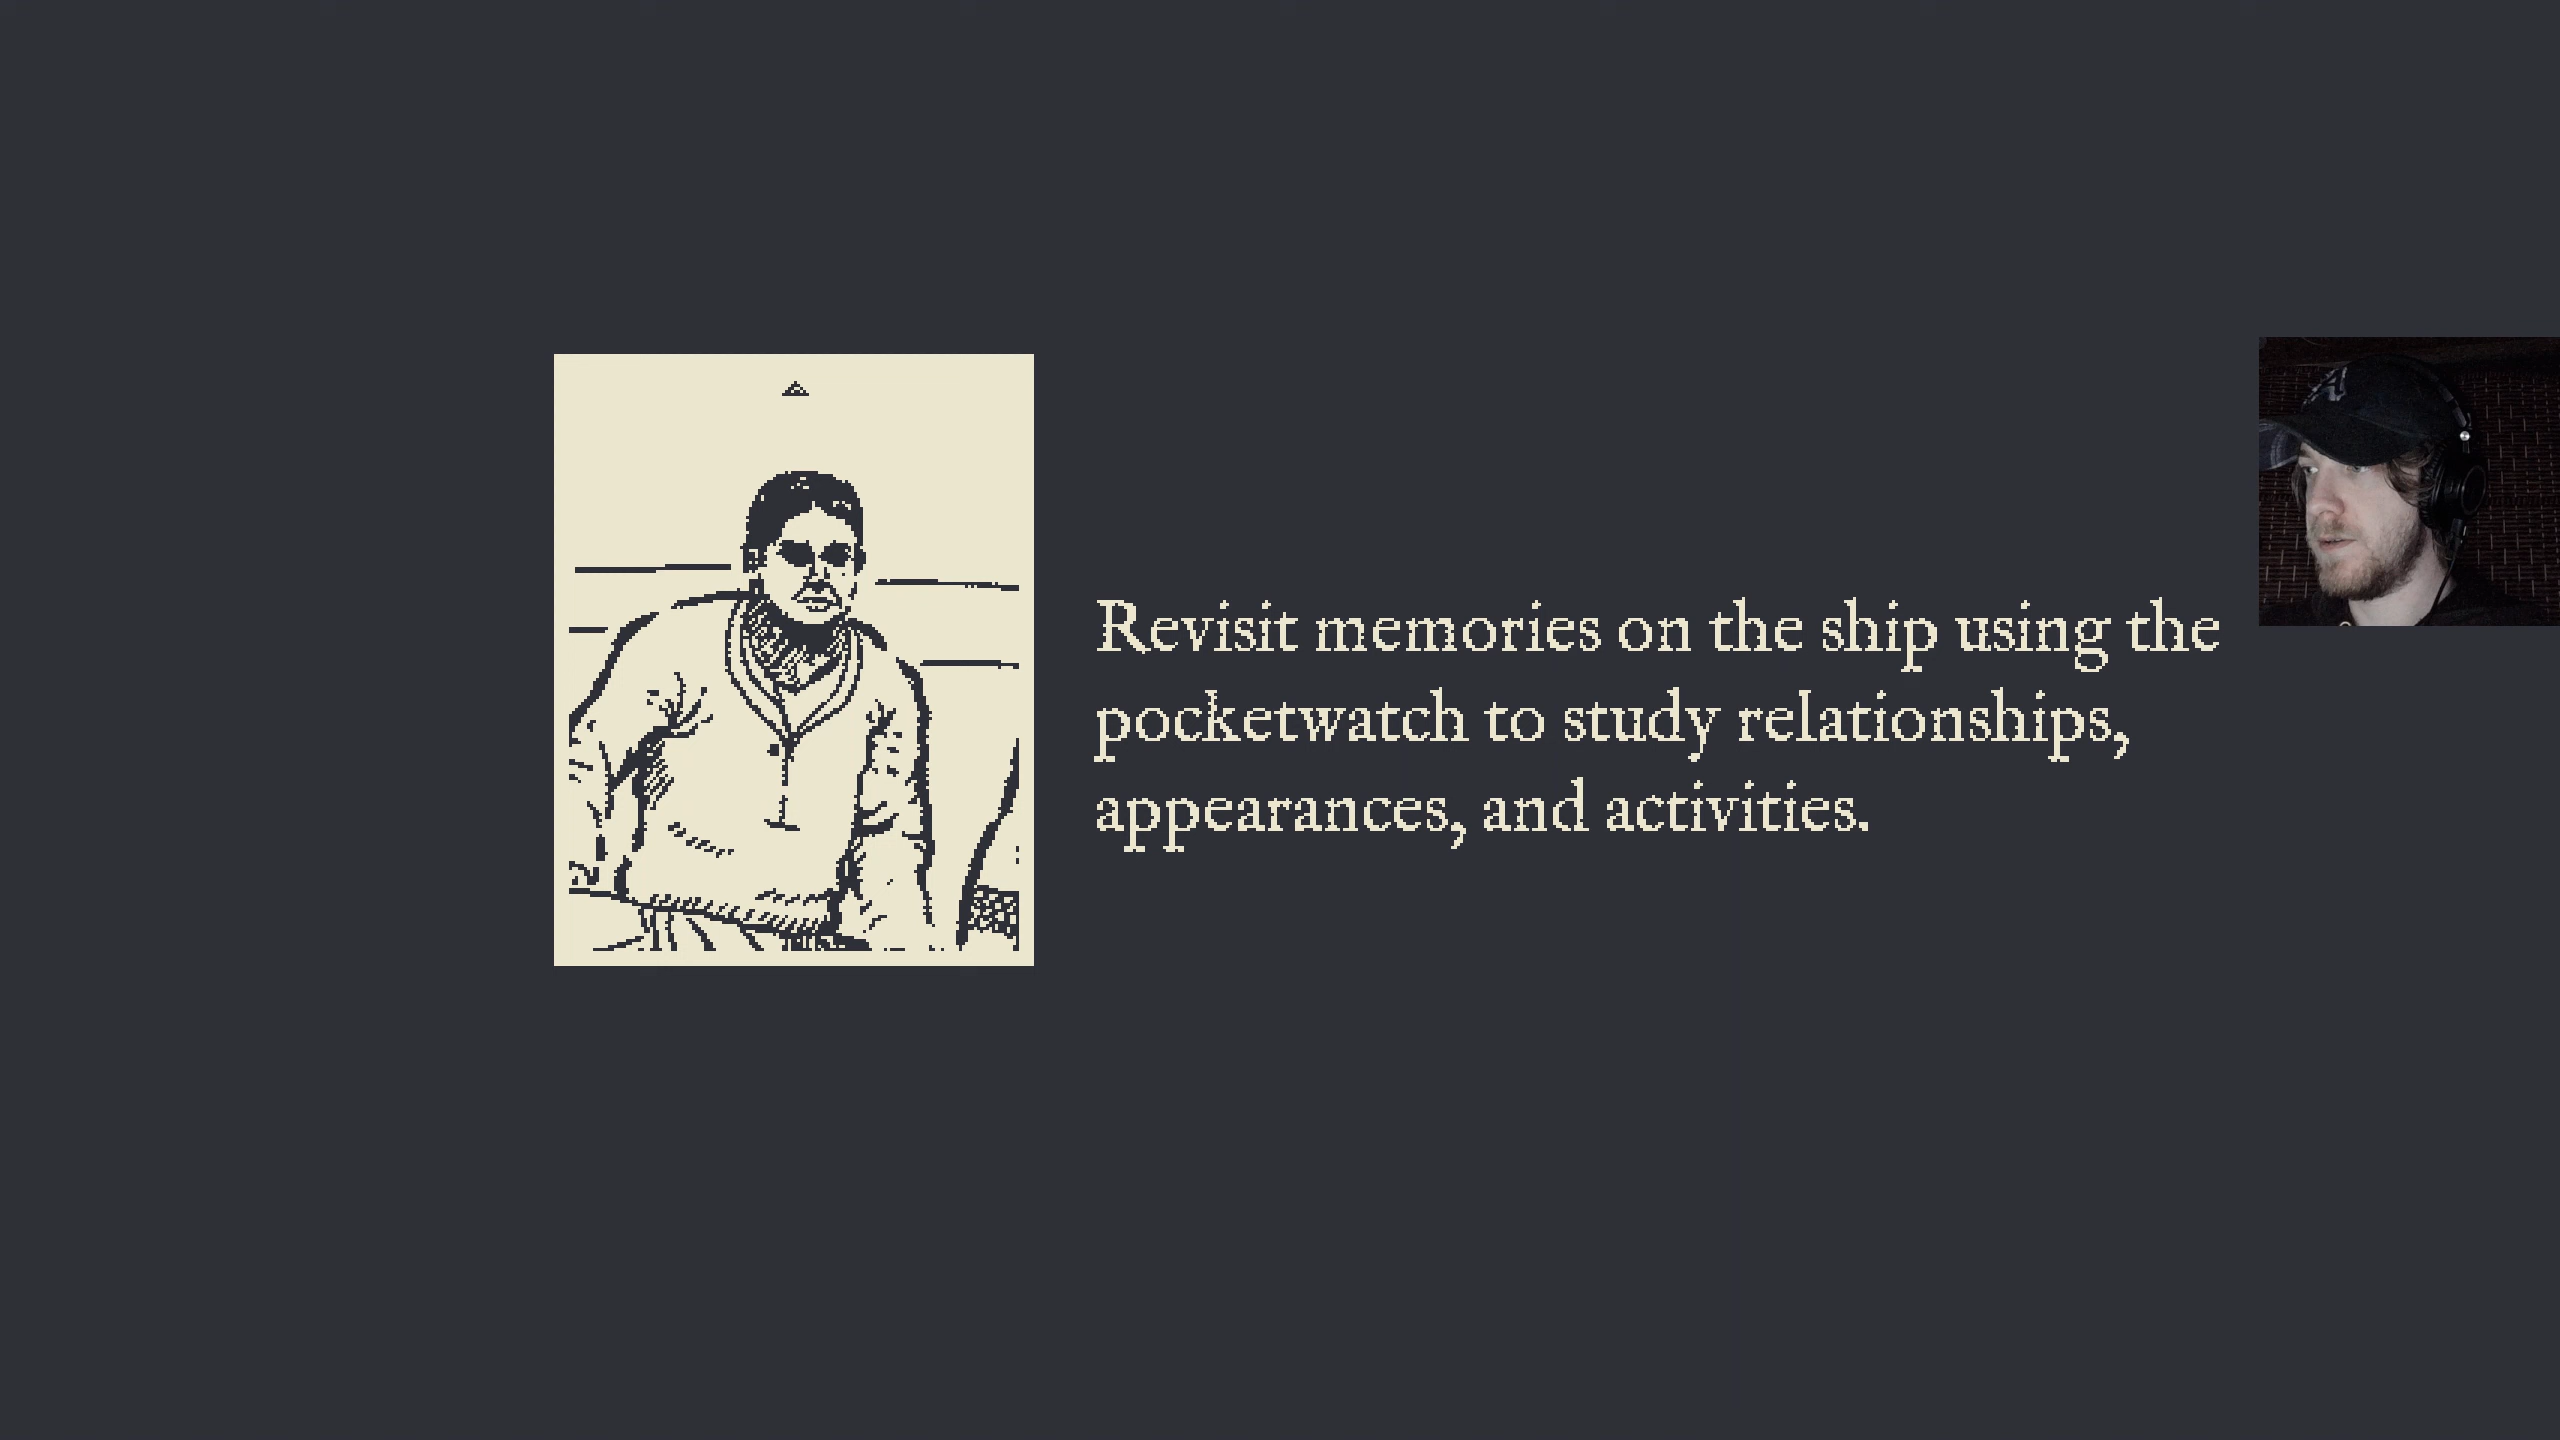 Revisit memories on the ship using the
pocketwatch to study relationships,
appearances, and activities.